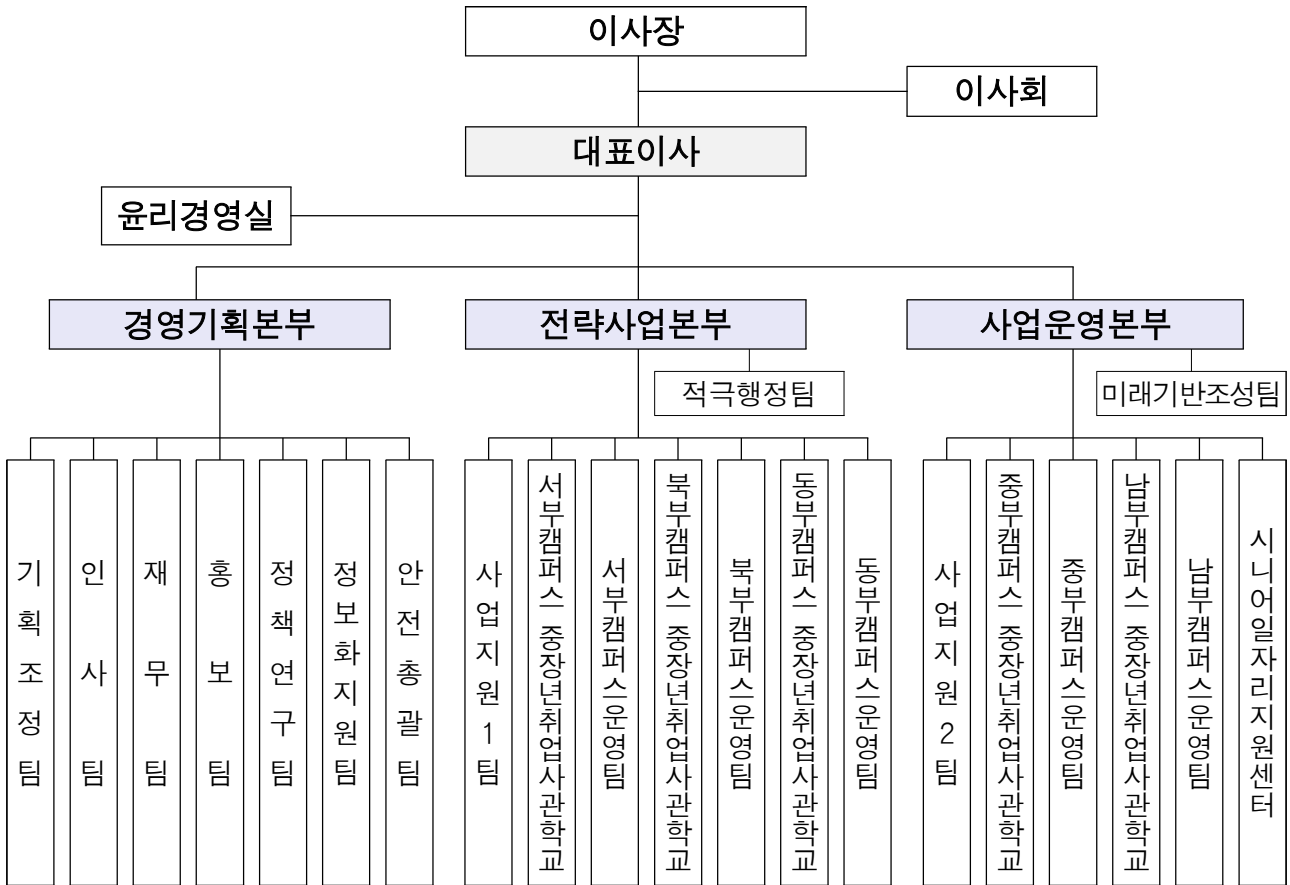 이사장
이사회
대표이사
윤리경영실
경영기획본부
전략사업본부
사업운영본부
적극행정팀
미래기반조성팀
기획조정팀
인사팀
재무팀
홍보팀
정책연구팀
정보화지원팀
안전총괄팀
사업지원1팀
서부캠퍼스 중장년취업사관학교
서부캠퍼스운영팀
북부캠퍼스 중장년취업사관학교
북부캠퍼스운영팀
동부캠퍼스 중장년취업사관학교
동부캠퍼스운영팀
사업지원2팀
중부캠퍼스 중장년취업사관학교
중부캠퍼스운영팀
남부캠퍼스 중장년취업사관학교
남부캠퍼스운영팀
시니어일자리지원센터